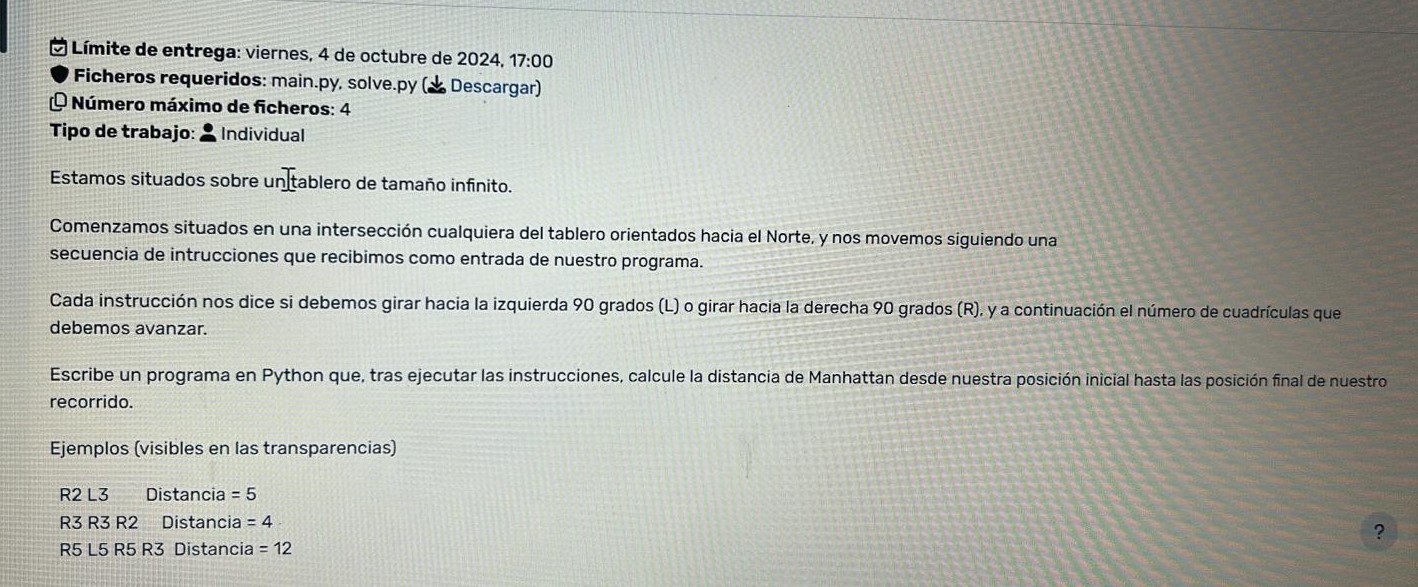 Límite de entrega: viernes, 4 de octubre de 2024, 17:00
Ficheros requeridos: main.py, solve.py (Descargar)
Número máximo de ficheros: 4
Tipo de trabajo: Individual
Estamos situados sobre un tablero de tamaño infinito.
Comenzamos situados en una intersección cualquiera del tablero orientados hacia el Norte, y nos movemos siguiendo una
secuencia de intrucciones que recibimos como entrada de nuestro programa.
Cada instrucción nos dice si debemos girar hacia la izquierda 90 grados (L) o girar hacia la derecha 90 grados (R), y a continuación el número de cuadrículas que
debemos avanzar.
Escribe un programa en Python que, tras ejecutar las instrucciones, calcule la distancia de Manhattan desde nuestra posición inicial hasta las posición final de nuestro
recorrido.
Ejemplos (visibles en las transparencias)
R2 L3 Distancia = 5
R3 R3 R2 Distancia = 4
R5 L5 R5 R3 Distancia = 12
?